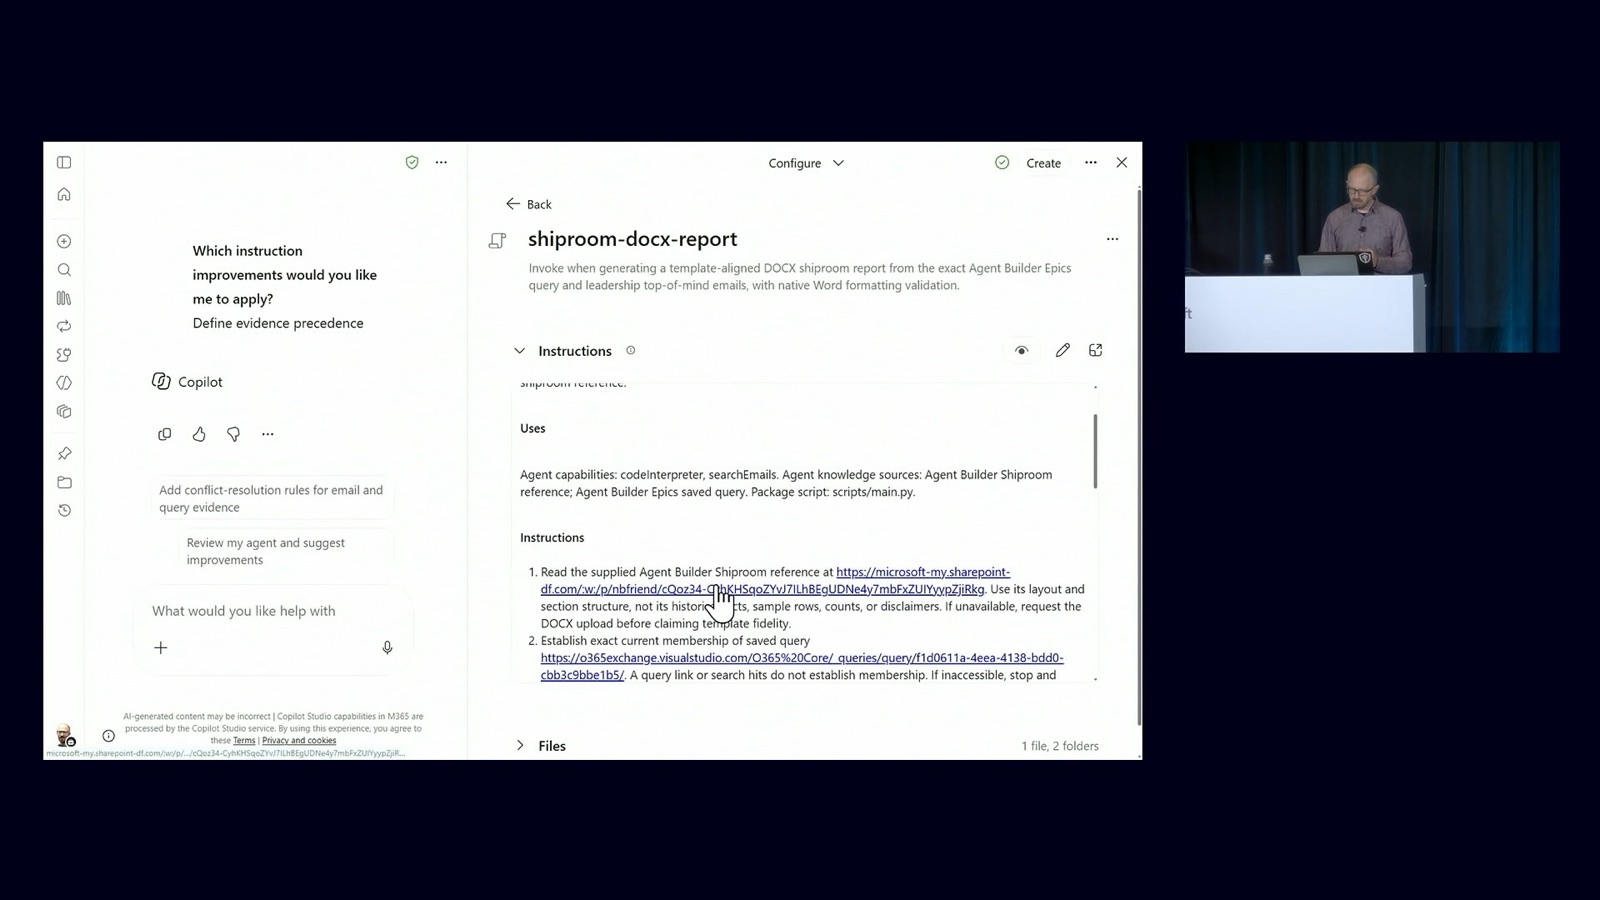 Configure
Create
Back
Which instruction
improvements would you like
me to apply?
Define evidence precedence
Copilot
Add conflict-resolution rules for email and
query evidence
Review my agent and suggest
improvements
What would you like help with
AI-generated content may be incorrect | Copilot Studio capabilities in M365 are
processed by the Copilot Studio service. By using this experience, you agree to
these Terms | Privacy and cookies
shiproom-docx-report
Invoke when generating a template-aligned DOCX shiproom report from the exact Agent Builder Epics
query and leadership top-of-mind emails, with native Word formatting validation.
Instructions
shiproom reference.
Uses
Agent capabilities: codeInterpreter, searchEmails. Agent knowledge sources: Agent Builder Shiproom
reference; Agent Builder Epics saved query. Package script: scripts/main.py.
Instructions
1. Read the supplied Agent Builder Shiproom reference at https://microsoft-my.sharepoint-
Use its layout and
section structure, not its sample rows, counts, or disclaimers. If unavailable, request the
DOCX upload before claiming template fidelity.
2. Establish exact current membership of saved query
https://o365exchange.visualstudio.com/O365%20Core/_queries/query/f1d0611a-4eea-4138-bdd0-
cbb3c9bbe1b5/. A query link or search hits do not establish membership. If inaccessible, stop and
Files
1 file, 2 folders